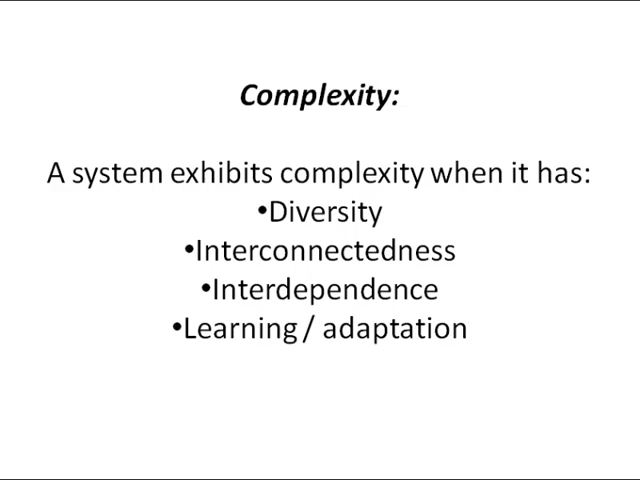 Complexity:
A system exhibits complexity when it has:
•Diversity
•Interconnectedness
•Interdependence
•Learning / adaptation